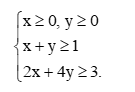 x ≥ 0, y ≥ 0
x + y ≥ 1
2x + 4y ≥ 3.